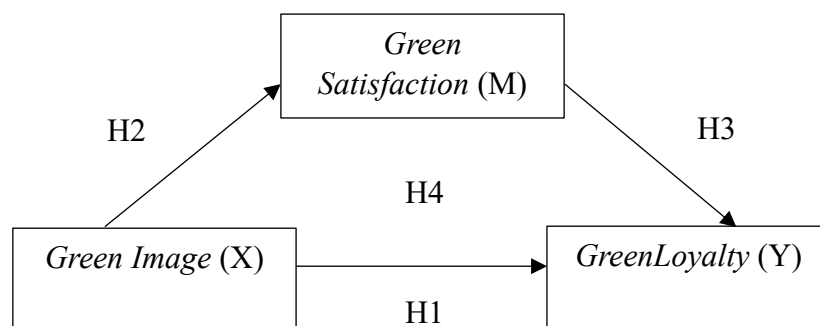 Green
Satisfaction (M)
H2
H3
H4
Green Image (X)
GreenLoyalty (Y)
H1